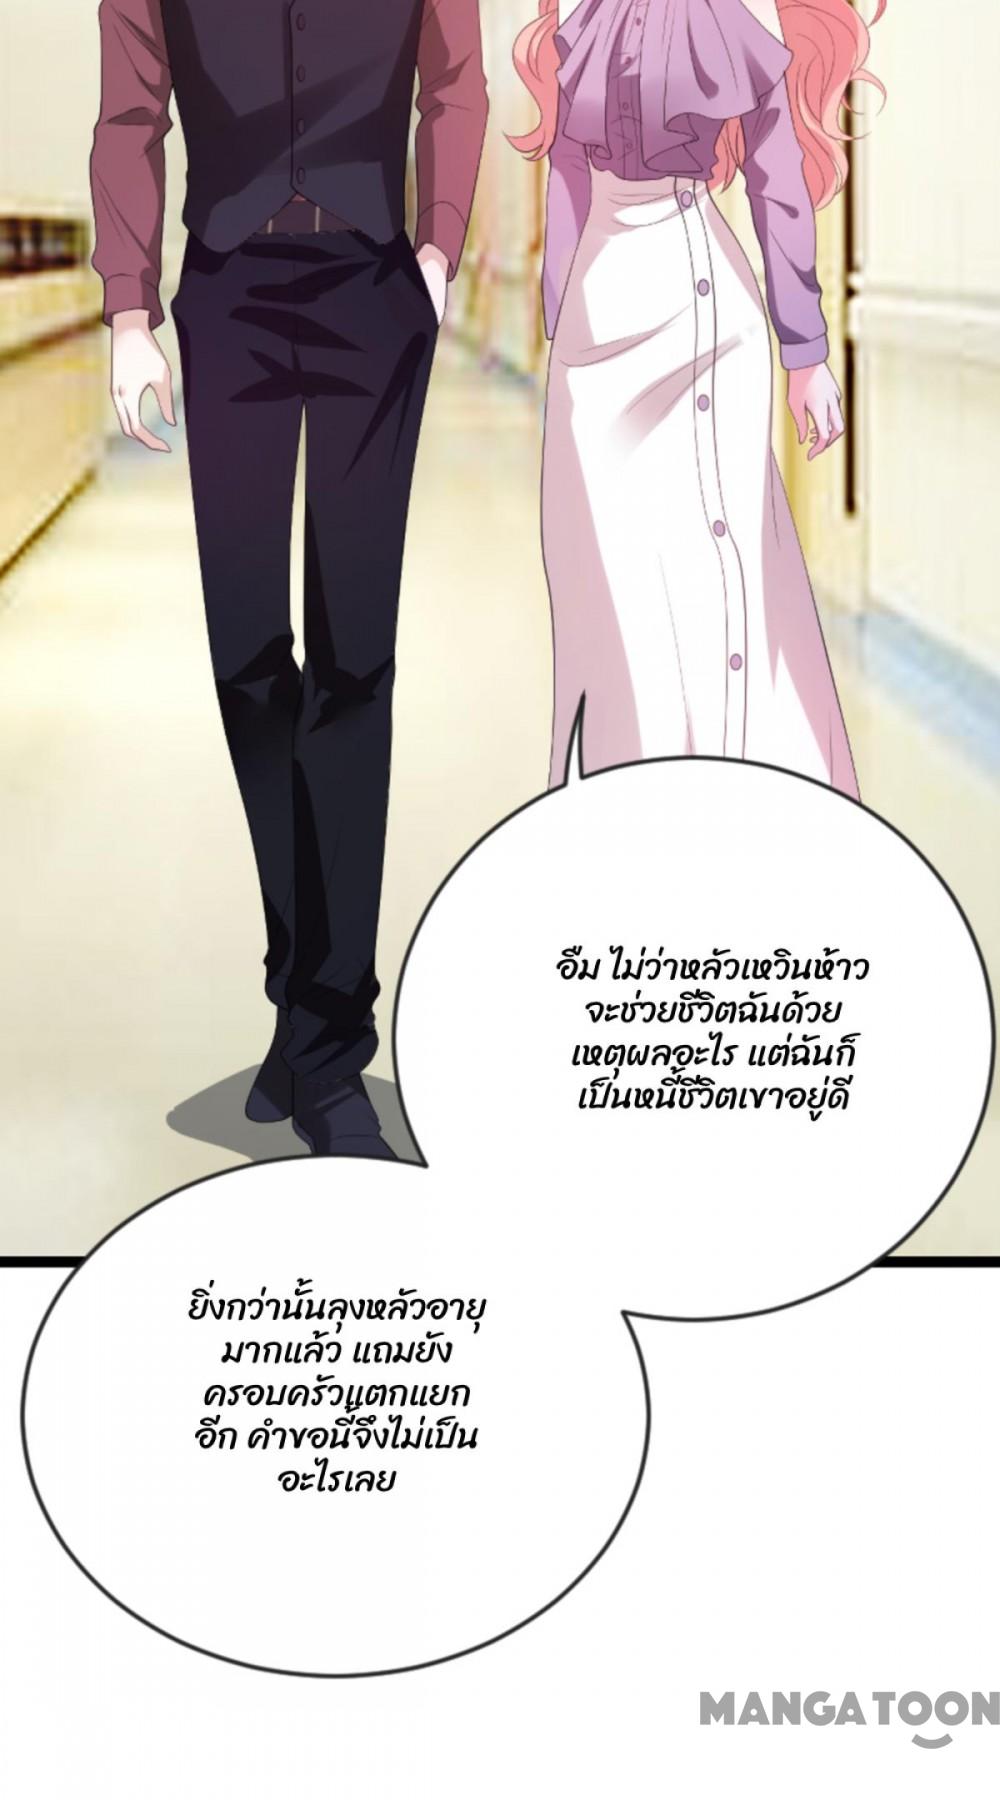 อืม ไม่ว่าหลัวเหวินห้าว
จะช่วยชีวิตฉันด้วย
เหตุผลอะไร แต่ฉันก็
เป็นหนี้ชีวิตเขาอยู่ดี
ยิ่งกว่านั้นลุงหลัวอายุ
มากแล้ว แถมยัง
ครอบครัวแตกแยก
อีก คำขอนี้จึงไม่เป็น
อะไรเลย
MANGATOON